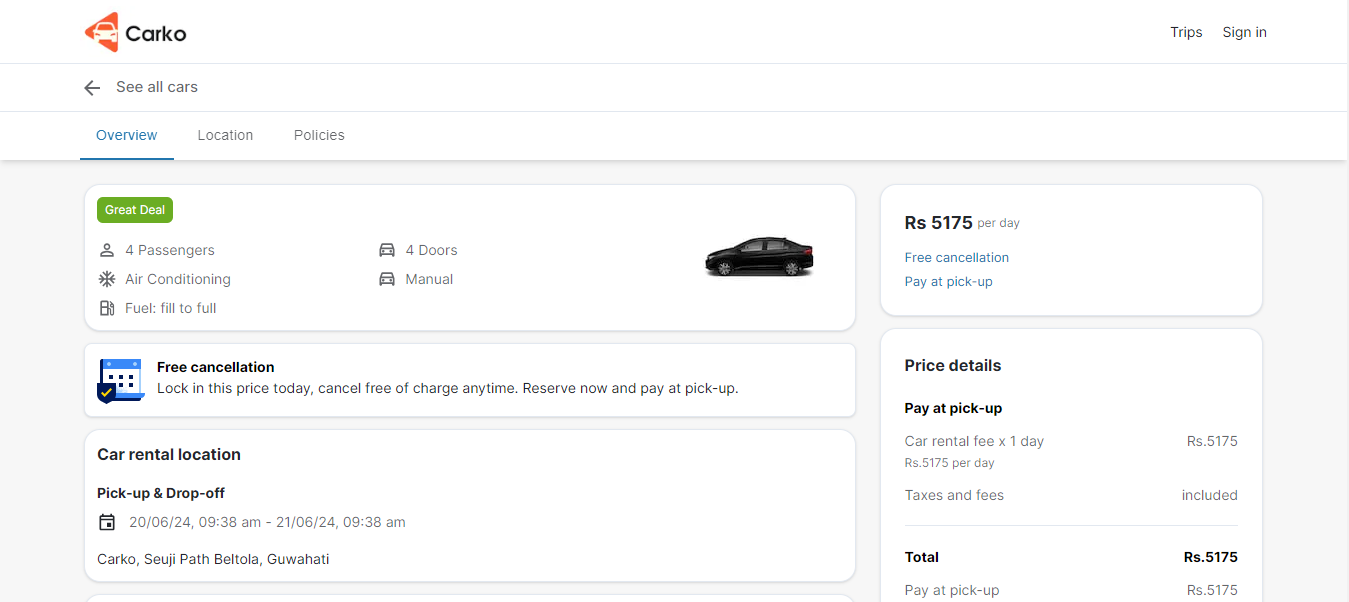 Carko
Trips
Sign in
See all cars
Overview
Location
Policies
Great Deal
4 Passengers
4 Doors
Air Conditioning
Manual
Fuel: fill to full
Free cancellation
Lock in this price today, cancel free of charge anytime. Reserve now and pay at pick-up.
Car rental location
Pick-up & Drop-off
20/06/24, 09:38 am - 21/06/24, 09:38 am
Carko, Seuji Path Beltola, Guwahati
Rs 5175 per day
Free cancellation
Pay at pick-up
Price details
Pay at pick-up
Car rental fee x 1 day Rs.5175
Rs.5175 per day
Taxes and fees included
Total Rs.5175
Pay at pick-up Rs.5175